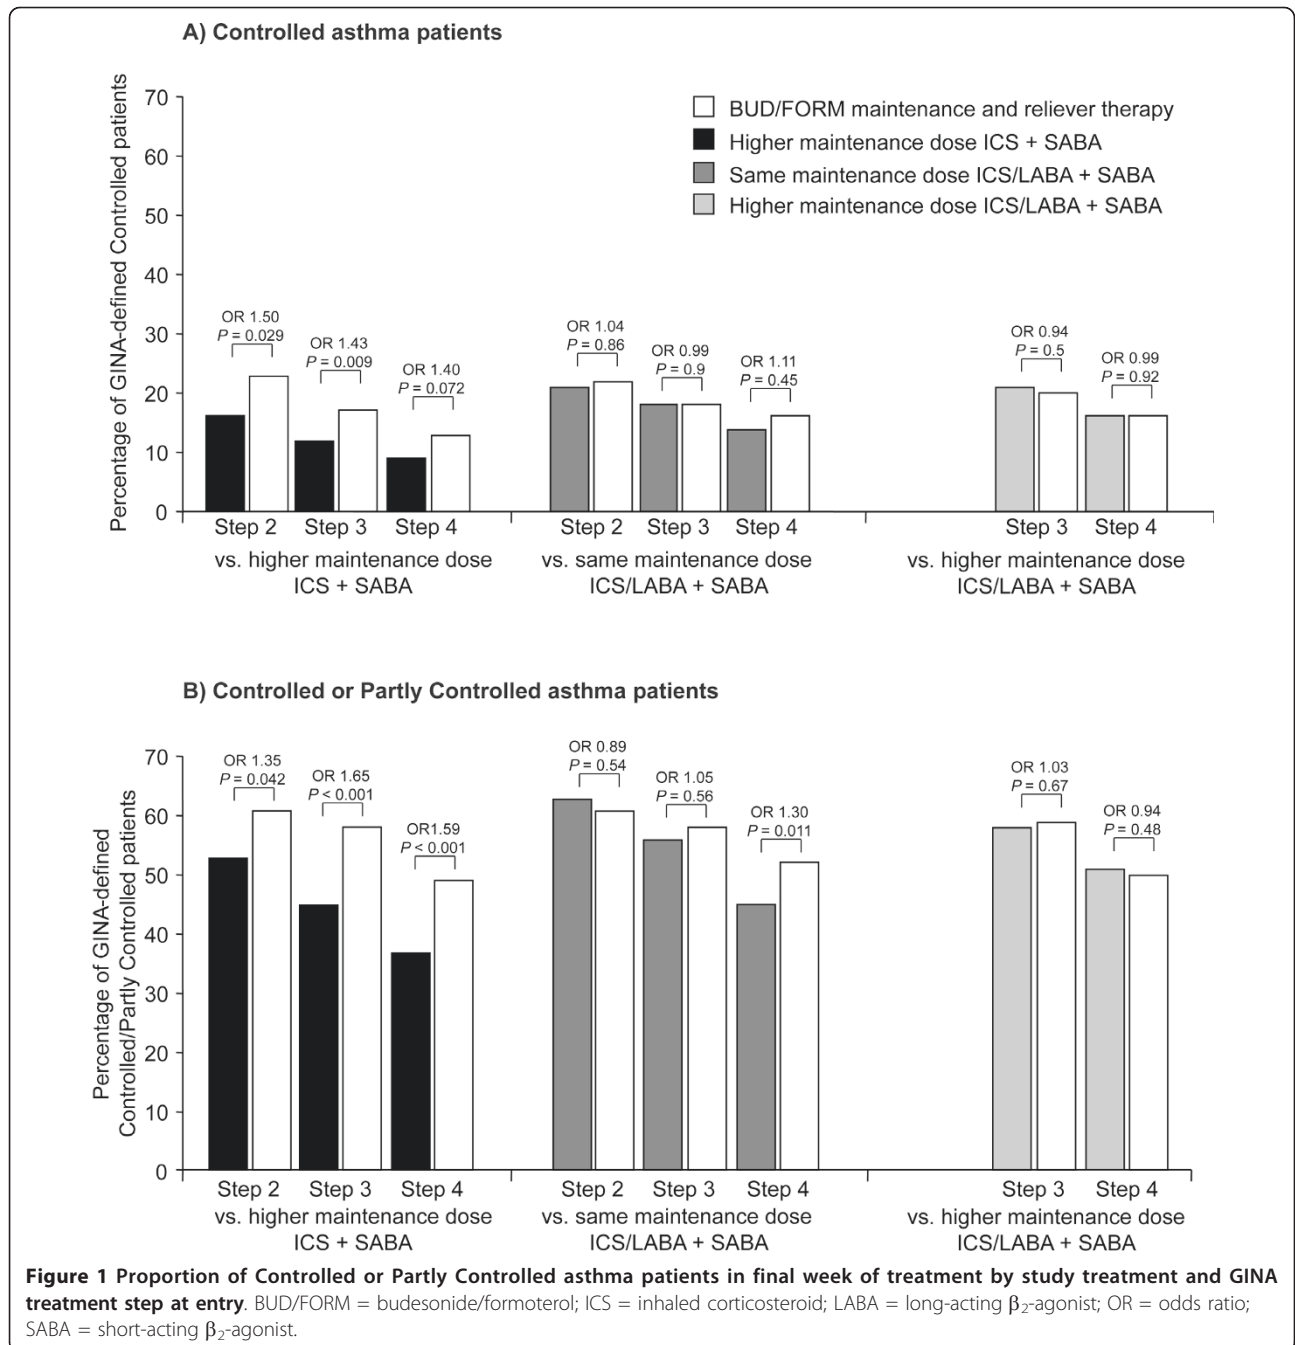 A) Controlled asthma patients
Percentage of GINA-defined Controlled patients
70
60
50
40
30
20
10
0
BUD/FORM maintenance and reliever therapy
Higher maintenance dose ICS + SABA
Same maintenance dose ICS/LABA + SABA
Higher maintenance dose ICS/LABA + SABA
OR 1.50
P = 0.029
OR 1.43
P = 0.009
OR 1.40
P = 0.072
OR 1.04
P = 0.86
OR 0.99
P = 0.9
OR 1.11
P = 0.45
OR 0.94
P = 0.5
OR 0.99
P = 0.92
Step 2 Step 3 Step 4
vs. higher maintenance dose
ICS + SABA
Step 2 Step 3 Step 4
vs. same maintenance dose
ICS/LABA + SABA
Step 3 Step 4
vs. higher maintenance dose
ICS/LABA + SABA
B) Controlled or Partly Controlled asthma patients
Percentage of GINA-defined
Controlled/Partly Controlled patients
70
60
50
40
30
20
10
0
OR 1.35
P = 0.042
OR 1.65
P < 0.001
OR1.59
P < 0.001
OR 0.89
P = 0.54
OR 1.05
P = 0.56
OR 1.30
P = 0.011
OR 1.03
P = 0.67
OR 0.94
P = 0.48
Step 2 Step 3 Step 4
vs. higher maintenance dose
ICS + SABA
Step 2 Step 3 Step 4
vs. same maintenance dose
ICS/LABA + SABA
Step 3 Step 4
vs. higher maintenance dose
ICS/LABA + SABA
Figure 1 Proportion of Controlled or Partly Controlled asthma patients in final week of treatment by study treatment and GINA
treatment step at entry. BUD/FORM = budesonide/formoterol; ICS = inhaled corticosteroid; LABA = long-acting β₂-agonist; OR = odds ratio;
SABA = short-acting β₂-agonist.